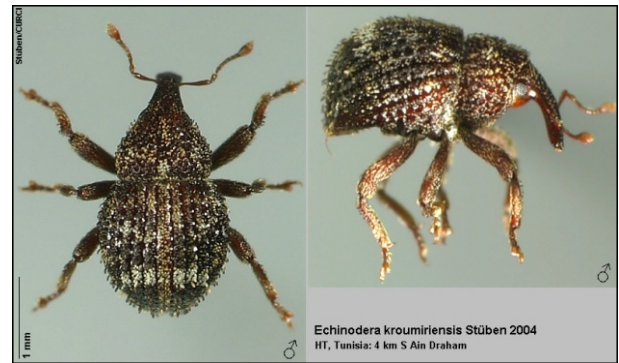 Stüben/CURCI
1 mm
♂
♂
Echinodera kroumiriensis Stüben 2004
HT, Tunisia: 4 km S Ain Draham